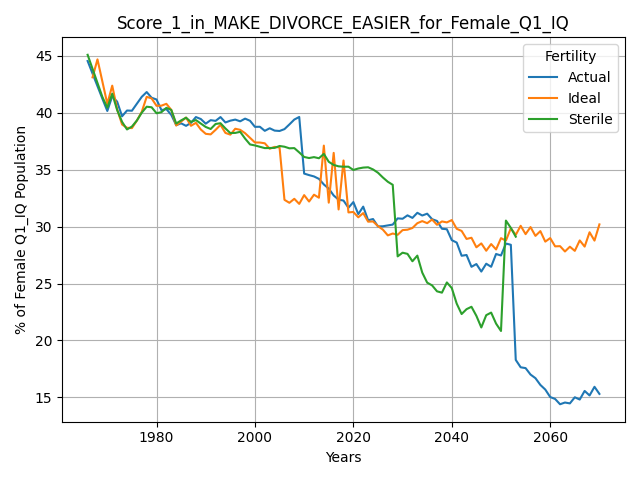 Score_1_in_MAKE_DIVORCE_EASIER_for_Female_Q1_IQ
Fertility
Actual
Ideal
Sterile
% of Female Q1_IQ Population
45
40
35
30
25
20
15
1980
2000
2020
2040
2060
Years